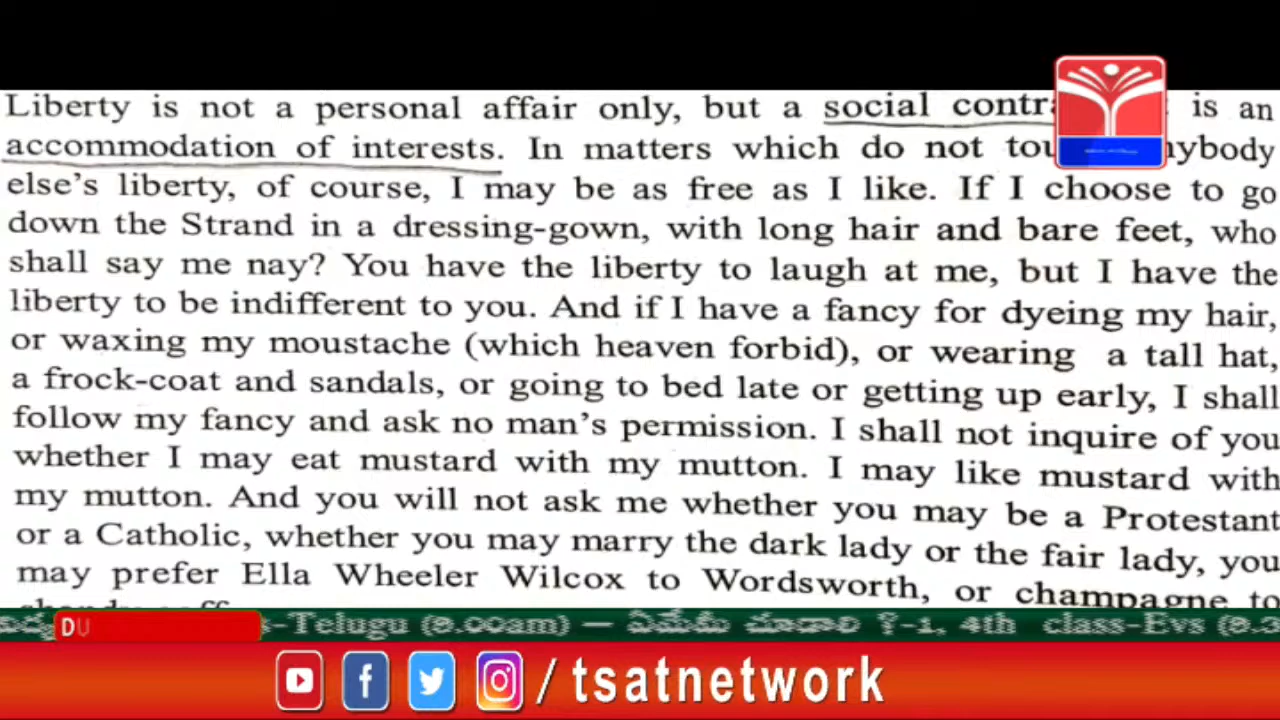 Liberty is not a personal affair only, but a social contra is an
accommodation of interests. In matters which do not tou nybody
else's liberty, of course, I may be as free as I like. If I choose to go
down the Strand in a dressing-gown, with long hair and bare feet, who
shall say me nay? You have the liberty to laugh at me, but I have the
liberty to be indifferent to you. And if I have a fancy for dyeing my hair,
or waxing my moustache (which heaven forbid), or wearing a tall hat,
a frock-coat and sandals, or going to bed late or getting up early, I shall
follow my fancy and ask no man's permission. I shall not inquire of you
whether I may eat mustard with my mutton. I may like mustard with
my mutton. And you will not ask me whether you may be a Protestant
or a Catholic, whether you may marry the dark lady or the fair lady, you
may prefer Ella Wheeler Wilcox to Wordsworth, or champagne to
DU -Telugu (9.00am) – 4th class-Evs (9.3
/ tsatnetwork